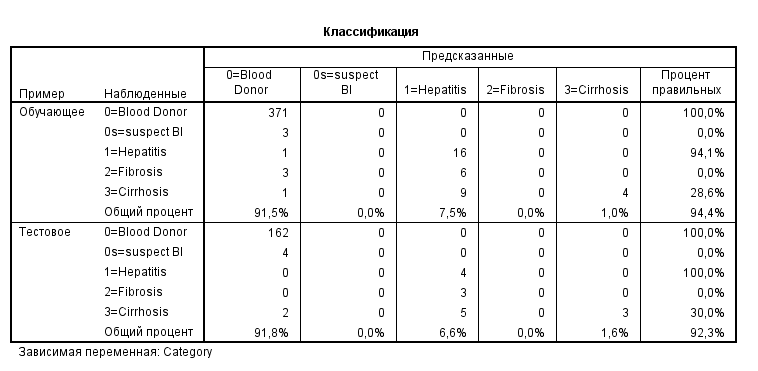 Классификация
Предсказанные
Пример Наблюденные 0=Blood Donor 0s=suspect Bl 1=Hepatitis 2=Fibrosis 3=Cirrhosis Процент правильных
Обучающее 0=Blood Donor 371 0 0 0 0 100,0%
0s=suspect Bl 3 0 0 0 0 0,0%
1=Hepatitis 1 0 16 0 0 94,1%
2=Fibrosis 3 0 6 0 0 0,0%
3=Cirrhosis 1 0 9 0 4 28,6%
Общий процент 91,5% 0,0% 7,5% 0,0% 1,0% 94,4%
Тестовое 0=Blood Donor 162 0 0 0 0 100,0%
0s=suspect Bl 4 0 0 0 0 0,0%
1=Hepatitis 0 0 4 0 0 100,0%
2=Fibrosis 0 0 3 0 0 0,0%
3=Cirrhosis 2 0 5 0 3 30,0%
Общий процент 91,8% 0,0% 6,6% 0,0% 1,6% 92,3%
Зависимая переменная: Category